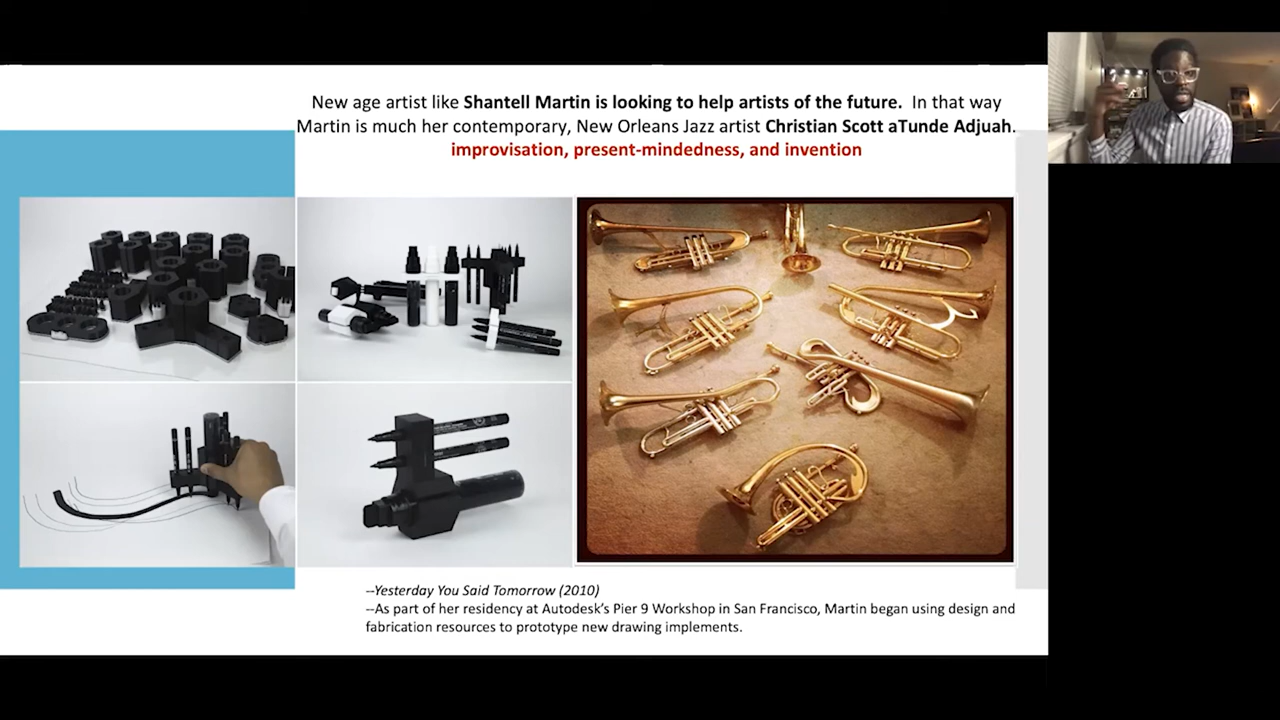 New age artist like Shantell Martin is looking to help artists of the future. In that way
Martin is much her contemporary, New Orleans Jazz artist Christian Scott aTunde Adjuah.
improvisation, present-mindedness, and invention
--Yesterday You Said Tomorrow (2010)
--As part of her residency at Autodesk's Pier 9 Workshop in San Francisco, Martin began using design and
fabrication resources to prototype new drawing implements.